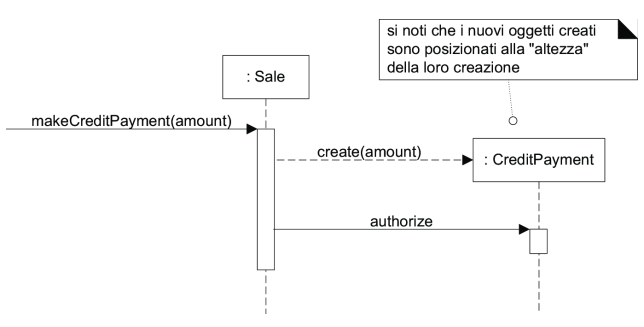 si noti che i nuovi oggetti creati
sono posizionati alla "altezza"
della loro creazione
: Sale
makeCreditPayment(amount)
create(amount)
: CreditPayment
authorize